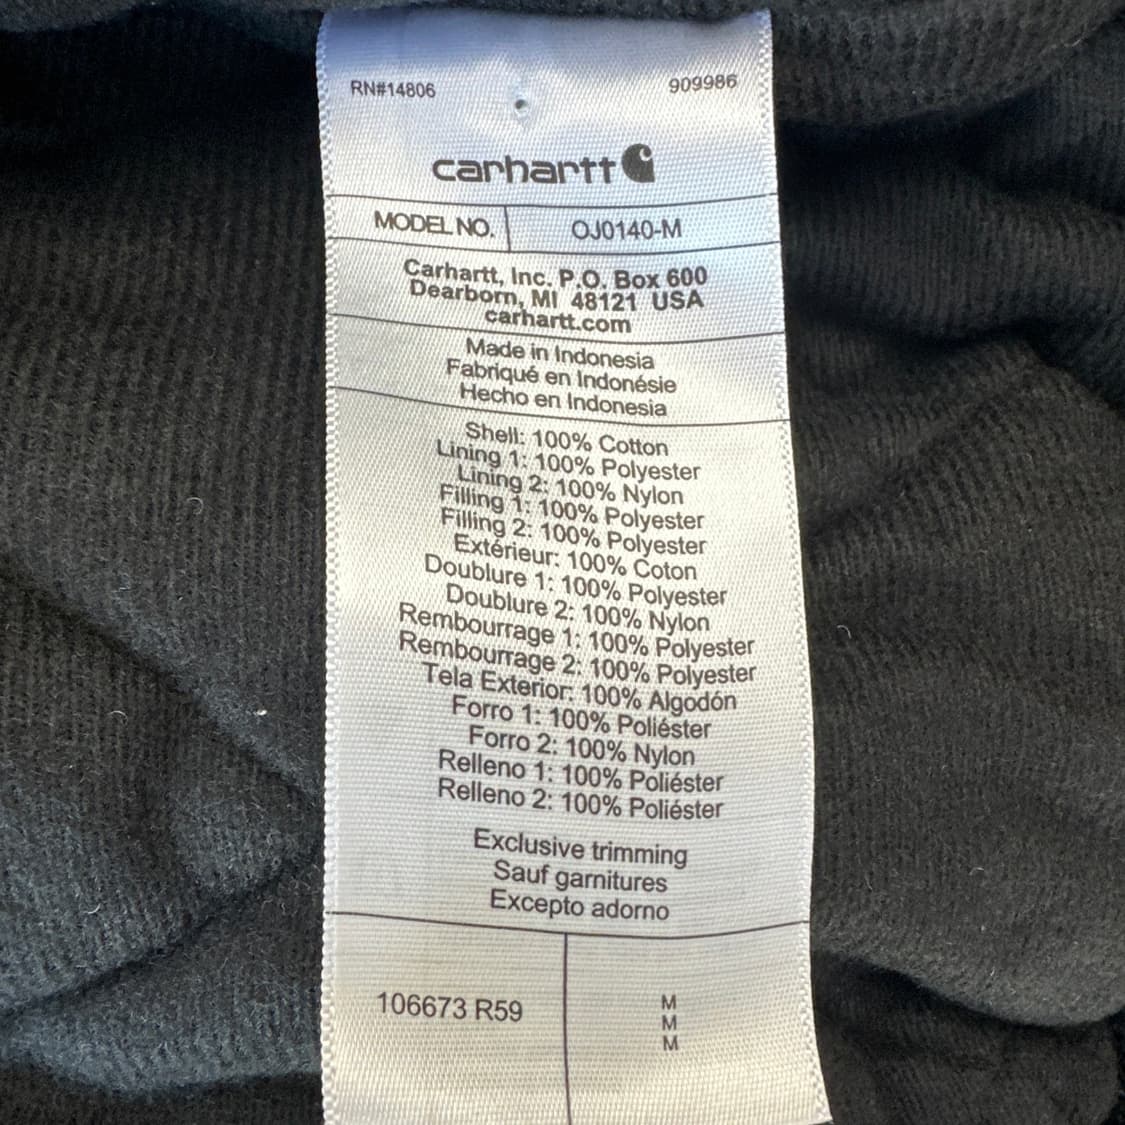 RN#14806 909986
carhartt
MODEL NO. OJ0140-M
Carhartt, Inc. P.O. Box 600
Dearborn, MI 48121 USA
carhartt.com
Made in Indonesia
Fabriqué en Indonésie
Hecho en Indonesia
Shell: 100% Cotton
Lining 1: 100% Polyester
Lining 2: 100% Nylon
Filling 1: 100% Polyester
Filling 2: 100% Polyester
Extérieur: 100% Coton
Doublure 1: 100% Polyester
Doublure 2: 100% Nylon
Rembourrage 1: 100% Polyester
Rembourrage 2: 100% Polyester
Tela Exterior: 100% Algodón
Forro 1: 100% Poliéster
Forro 2: 100% Nylon
Relleno 1: 100% Poliéster
Relleno 2: 100% Poliéster
Exclusive trimming
Sauf garnitures
Excepto adorno
106673 R59
M
M
M